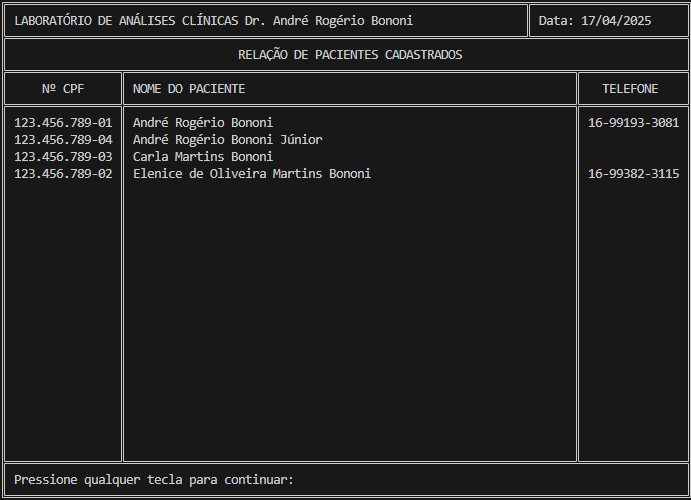 LABORATÓRIO DE ANÁLISES CLÍNICAS Dr. André Rogério Bononi Data: 17/04/2025
RELAÇÃO DE PACIENTES CADASTRADOS
Nº CPF NOME DO PACIENTE TELEFONE
123.456.789-01 André Rogério Bononi 16-99193-3081
123.456.789-04 André Rogério Bononi Júnior
123.456.789-03 Carla Martins Bononi
123.456.789-02 Elenice de Oliveira Martins Bononi 16-99382-3115
Pressione qualquer tecla para continuar: